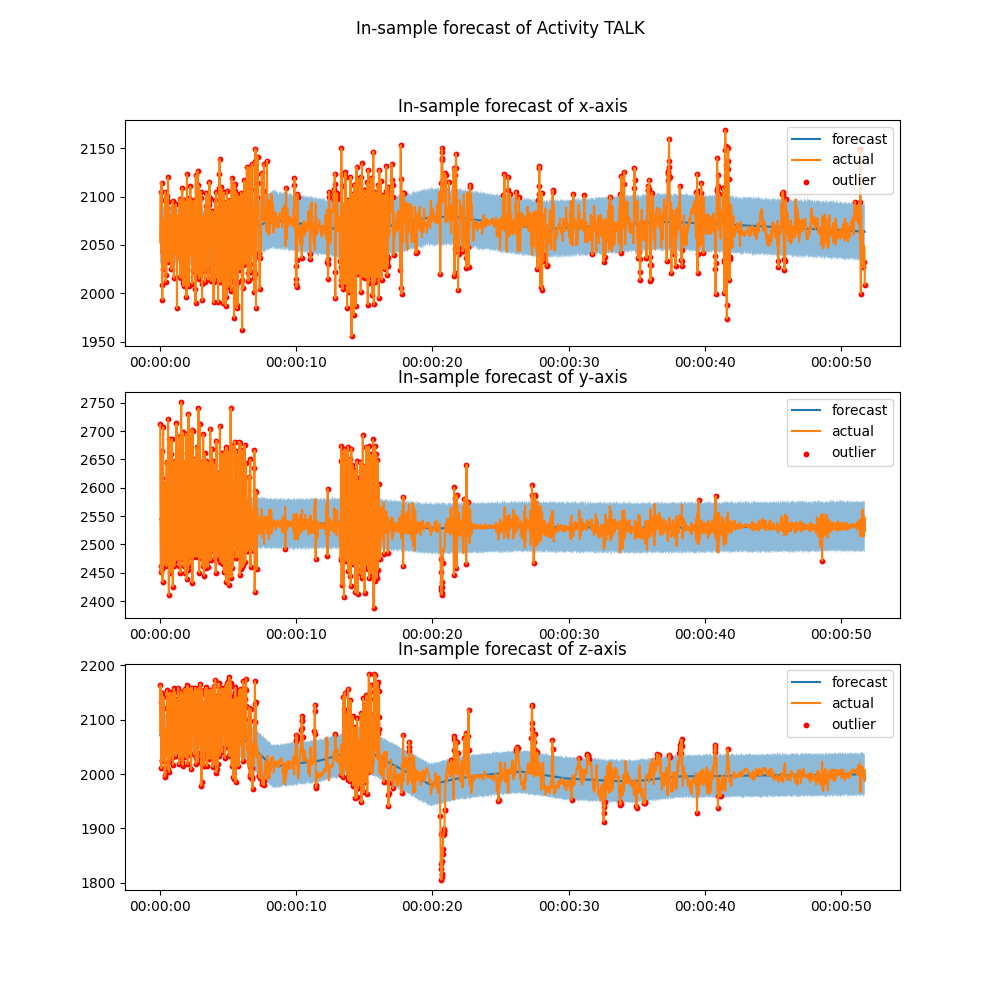 In-sample forecast of Activity TALK
In-sample forecast of x-axis
2150
2100
2050
2000
1950
forecast
actual
outlier
00:00:00 00:00:10 00:00:20 00:00:30 00:00:40 00:00:50
In-sample forecast of y-axis
2750
2700
2650
2600
2550
2500
2450
2400
forecast
actual
outlier
00:00:00 00:00:10 00:00:20 00:00:30 00:00:40 00:00:50
In-sample forecast of z-axis
2200
2100
2000
1900
1800
forecast
actual
outlier
00:00:00 00:00:10 00:00:20 00:00:30 00:00:40 00:00:50